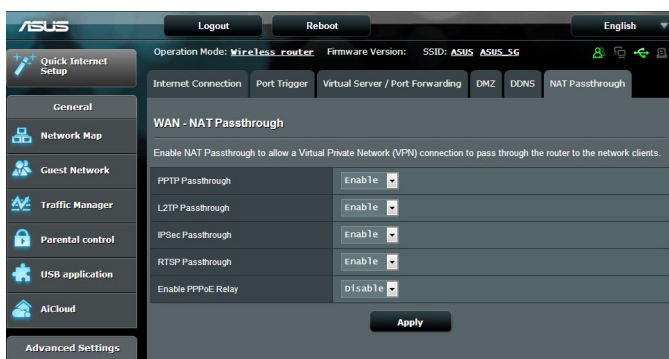 ASUS
Logout
Reboot
English
Quick Internet
Setup
Operation Mode: Wireless router Firmware Version: SSID: ASUS ASUS_5G
Internet Connection
Port Trigger
Virtual Server / Port Forwarding
DMZ
DDNS
NAT Passthrough
General
Network Map
Guest Network
Traffic Manager
Parental control
USB application
AiCloud
Advanced Settings
WAN - NAT Passthrough
Enable NAT Passthrough to allow a Virtual Private Network (VPN) connection to pass through the router to the network clients.
PPTP Passthrough Enable
L2TP Passthrough Enable
IPSec Passthrough Enable
RTSP Passthrough Enable
Enable PPPoE Relay Disable
Apply